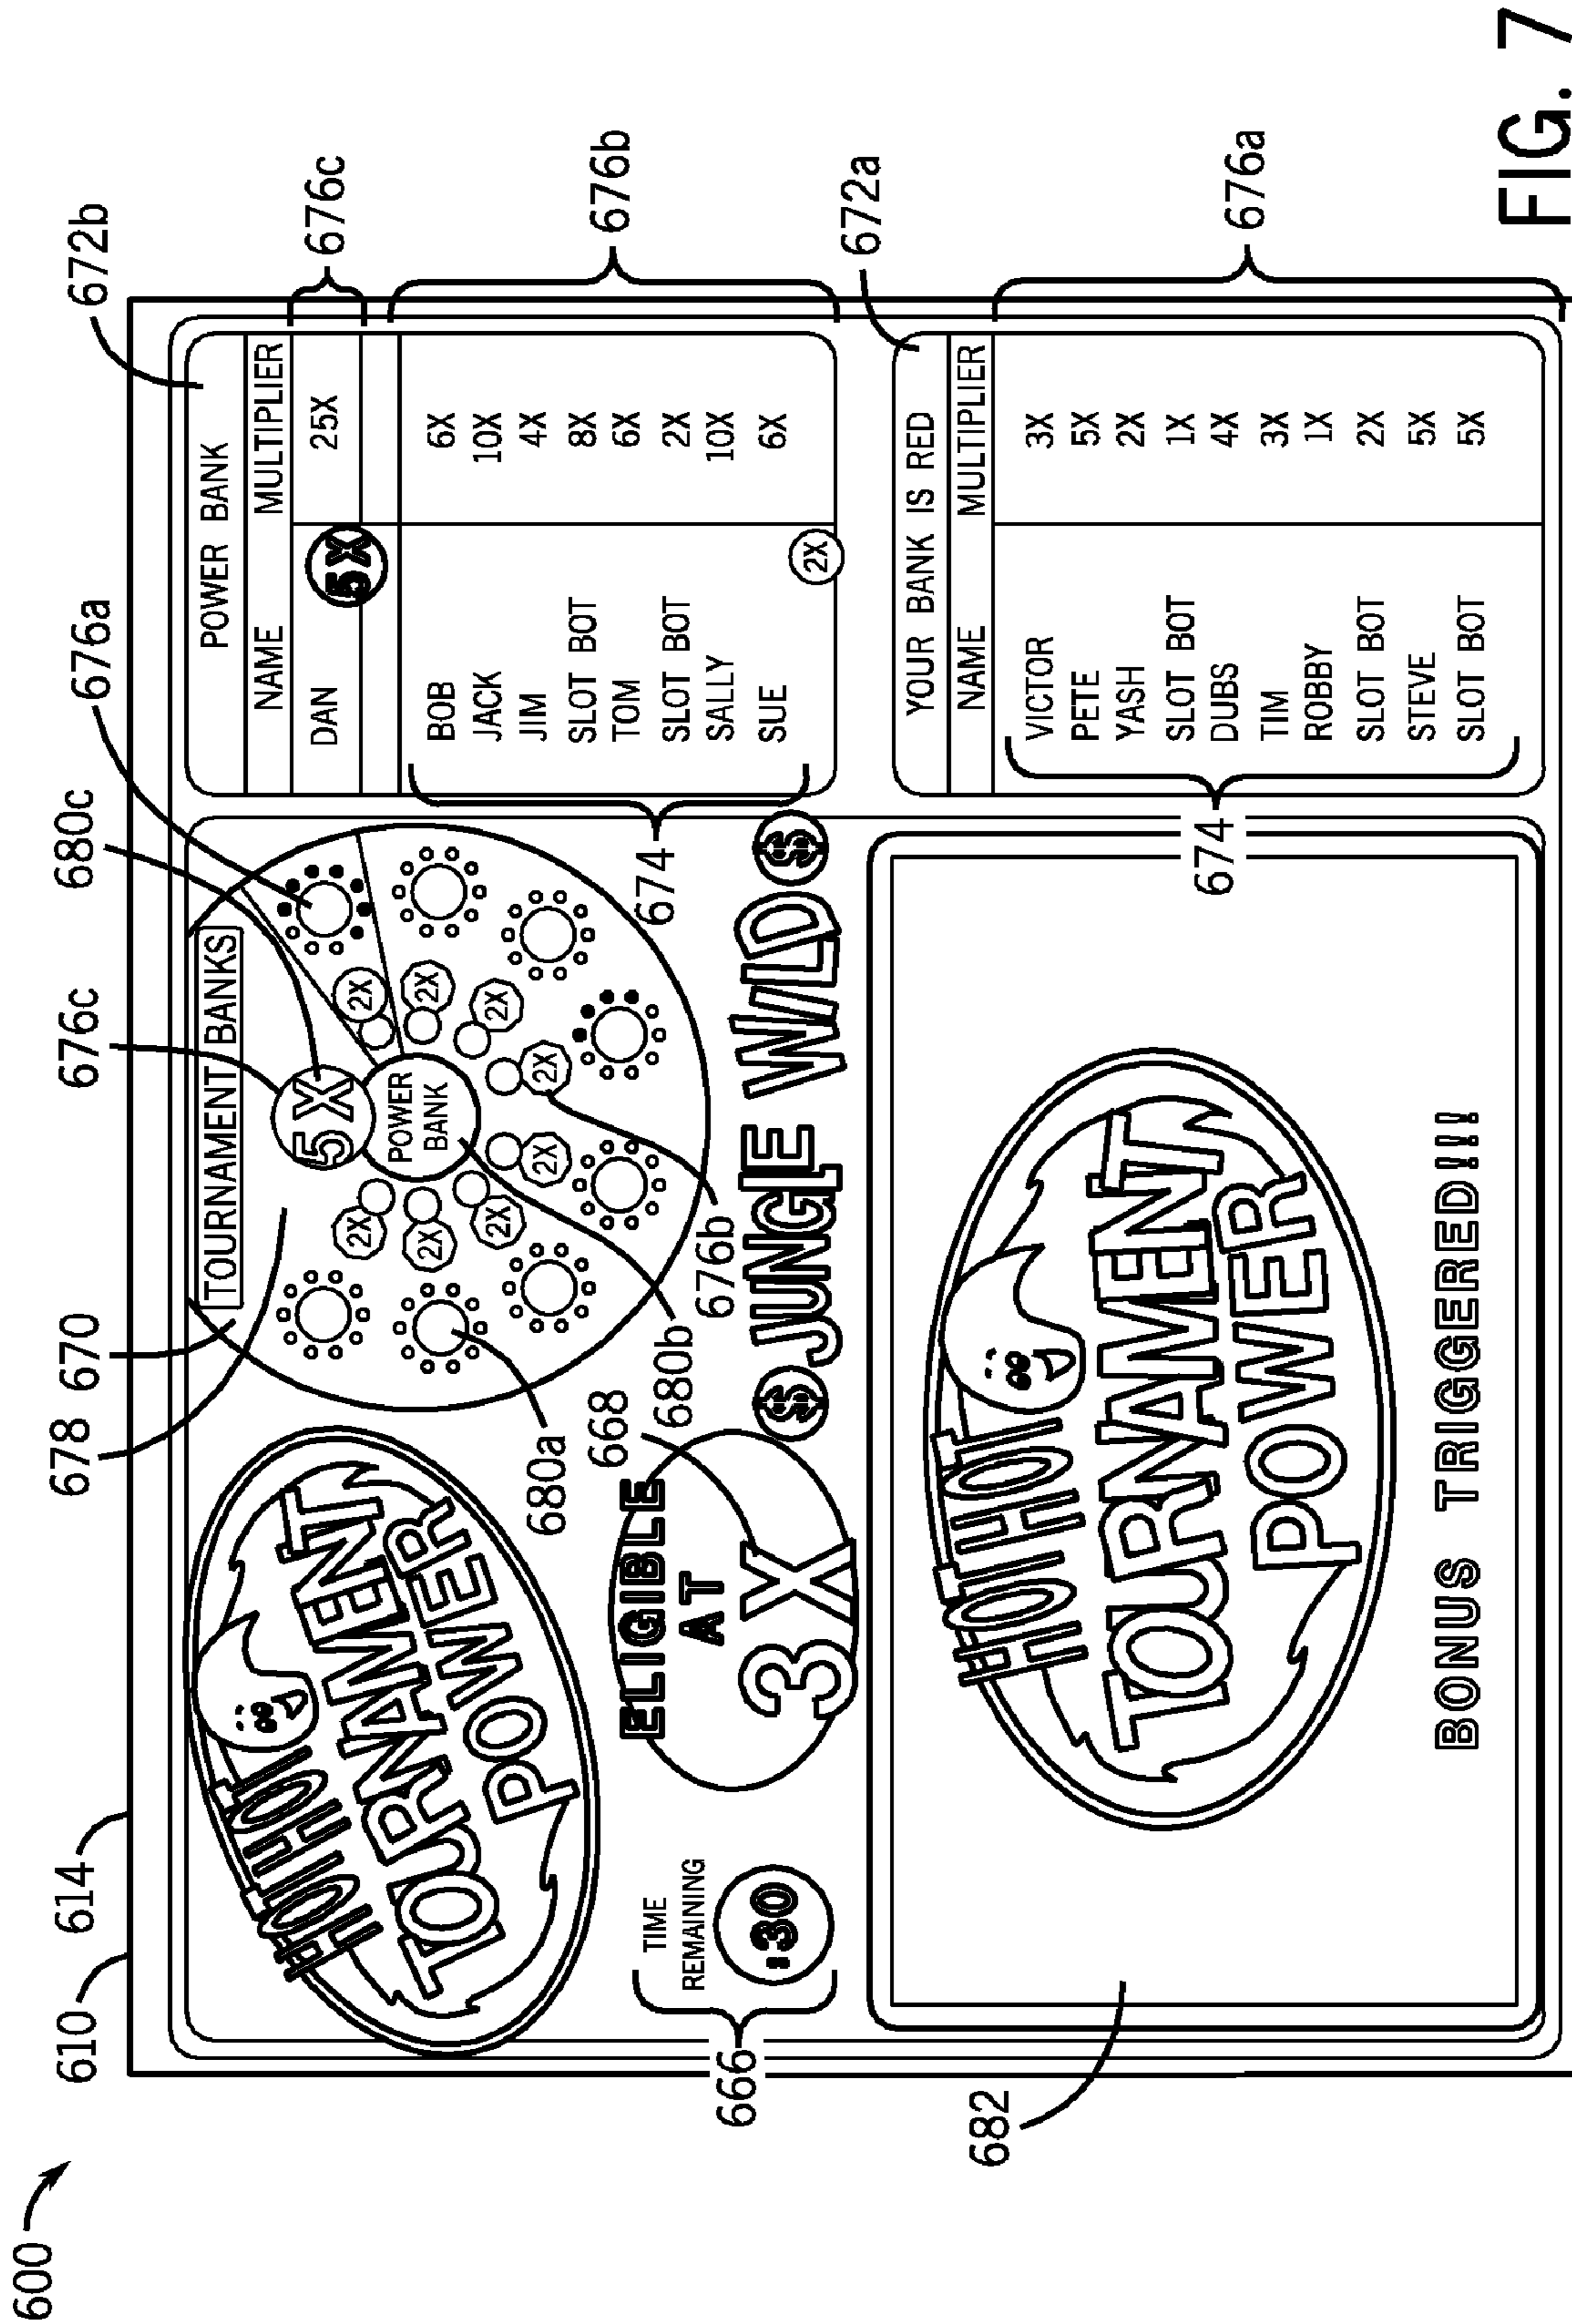 600
610
614
678
670
676c
680c
676a
672b
HOT HOT
TOURNAMENT
POWER
TOURNAMENT BANKS
5X
POWER
BANK
2X
2X
2X
2X
2X
2X
2X
2X
680a
668
680b
676b
674
POWER BANK
NAME MULTIPLIER
DAN 25X
5X
BOB 6X
JACK 10X
JIM 4X
SLOT BOT 8X
TOM 6X
SLOT BOT 2X
SALLY 10X
SUE 6X
2X
676c
676b
672a
666
TIME
REMAINING
:30
ELIGIBLE
AT
3X
$ JUNGlE WILD $
682
HOT HOT
TOURNAMENT
POWER
BONUS TRIGGERED!!!
674
YOUR BANK IS RED
NAME MULTIPLIER
VICTOR 3X
PETE 5X
YASH 2X
SLOT BOT 1X
DUBS 4X
TIM 3X
ROBBY 1X
SLOT BOT 2X
STEVE 5X
SLOT BOT 5X
676a
FIG. 7